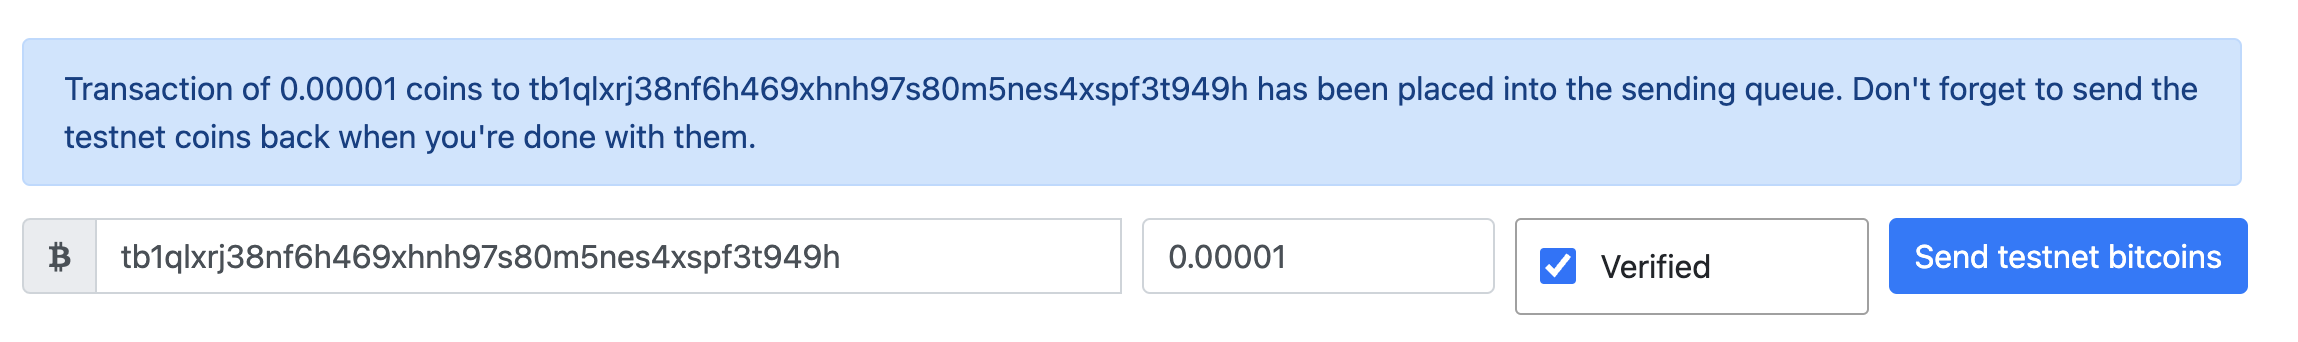 Transaction of 0.00001 coins to tb1qlxrj38nf6h469xhnh97s80m5nes4xspf3t949h has been placed into the sending queue. Don't forget to send the
testnet coins back when you're done with them.
₿ tb1qlxrj38nf6h469xhnh97s80m5nes4xspf3t949h 0.00001 Verified Send testnet bitcoins